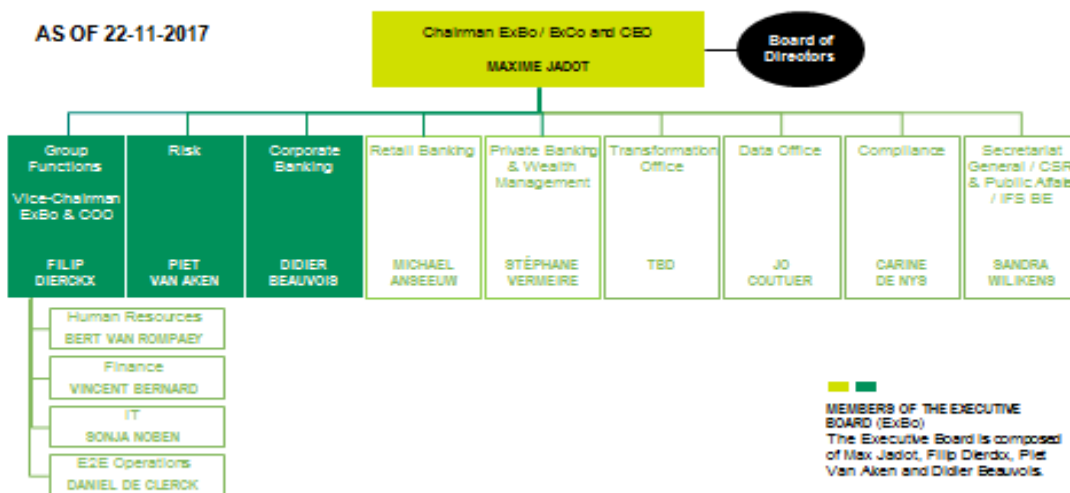 AS OF 22-11-2017
Chairman ExBo / ExCo and CEO
MAXIME JADOT
Board of
Directors
Group
Functions
Vice-Chairman
ExBo & COO
FILIP
DIERCKX
Risk
PIET
VAN AKEN
Corporate
Banking
DIDIER
BEAUVOIS
Retail Banking
MICHAEL
ANSEEUW
Private Banking
& Wealth
Management
STÉPHANE
VERMEIRE
Transformation
Office
TBD
Data Office
JO
COUTUER
Compliance
CARINE
DE NYS
Secretariat
General / CSR
& Public Affairs
/ IFS BE
SANDRA
WILIKENS
Human Resources
BERT VAN ROMPAEY
Finance
VINCENT BERNARD
IT
SONJA NOBEN
E2E Operations
DANIEL DE CLERCK
MEMBERS OF THE EXECUTIVE
BOARD (ExBo)
The Executive Board is composed
of Max Jadot, Filip Dierckx, Piet
Van Aken and Didier Beauvois.